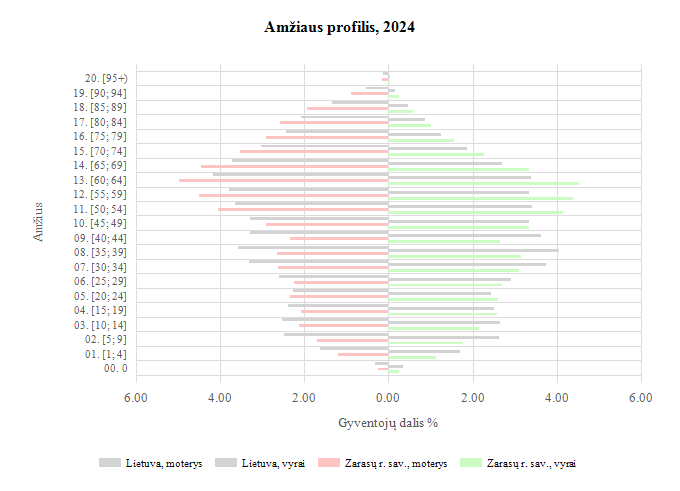 Amžiaus profilis, 2024
Amžius
20. [95+)
19. [90; 94]
18. [85; 89]
17. [80; 84]
16. [75; 79]
15. [70; 74]
14. [65; 69]
13. [60; 64]
12. [55; 59]
11. [50; 54]
10. [45; 49]
09. [40; 44]
08. [35; 39]
07. [30; 34]
06. [25; 29]
05. [20; 24]
04. [15; 19]
03. [10; 14]
02. [5; 9]
01. [1; 4]
00. 0
6.00 4.00 2.00 0.00 2.00 4.00 6.00
Gyventojų dalis %
Lietuva, moterys Lietuva, vyrai Zarasų r. sav., moterys Zarasų r. sav., vyrai